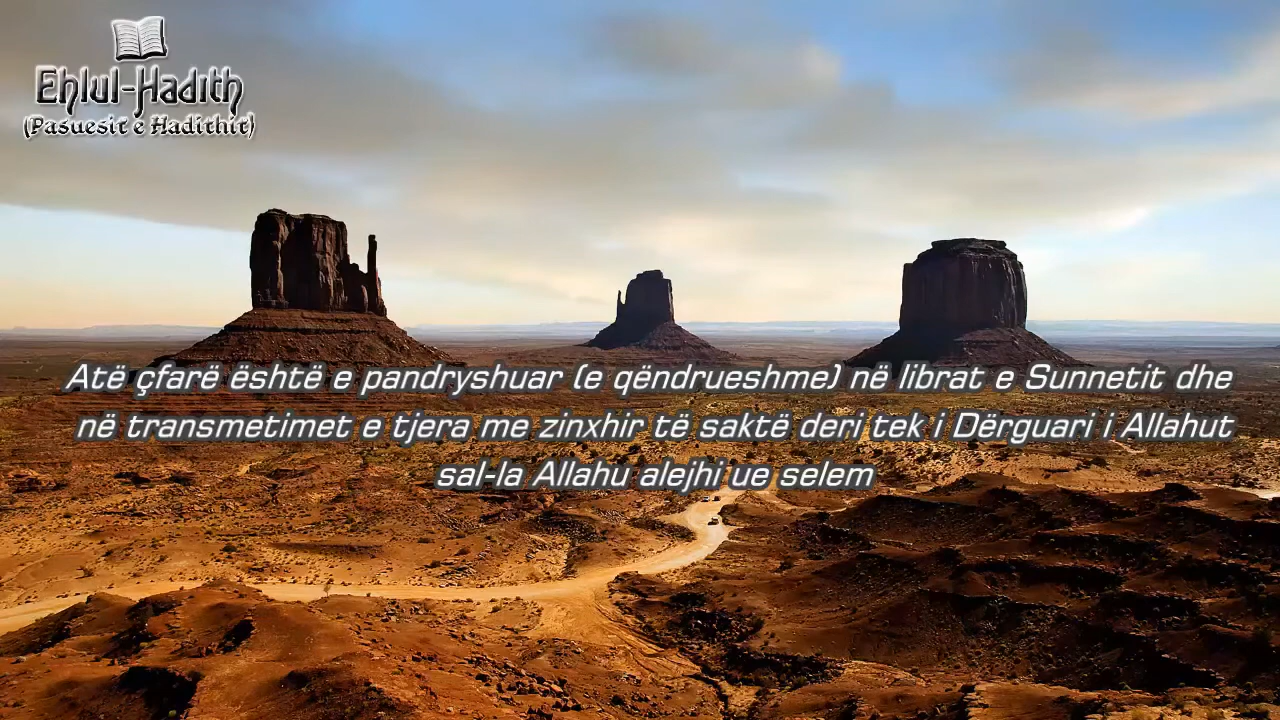 Ehlul-Hadith
(Pasuesit e Hadithit)
Atë çfarë është e pandryshuar (e qëndrueshme) në librat e Sunnetit dhe
në transmetimet e tjera me zinxhir të saktë deri tek i Dërguari i Allahut
sal-la Allahu alejhi ue selem